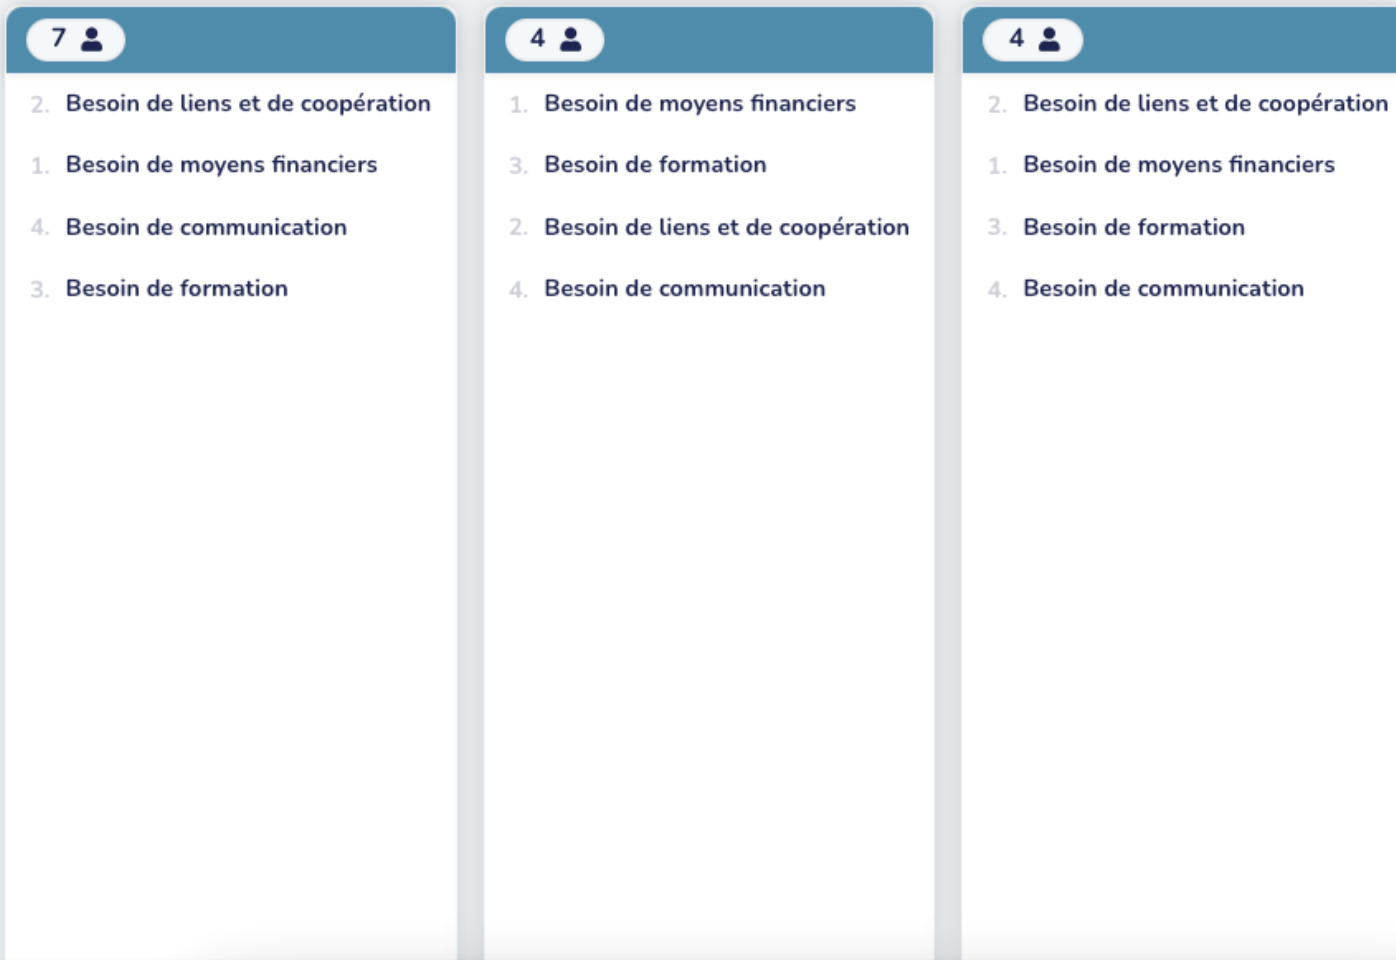 7
2. Besoin de liens et de coopération
1. Besoin de moyens financiers
4. Besoin de communication
3. Besoin de formation
4
1. Besoin de moyens financiers
3. Besoin de formation
2. Besoin de liens et de coopération
4. Besoin de communication
4
2. Besoin de liens et de coopération
1. Besoin de moyens financiers
3. Besoin de formation
4. Besoin de communication